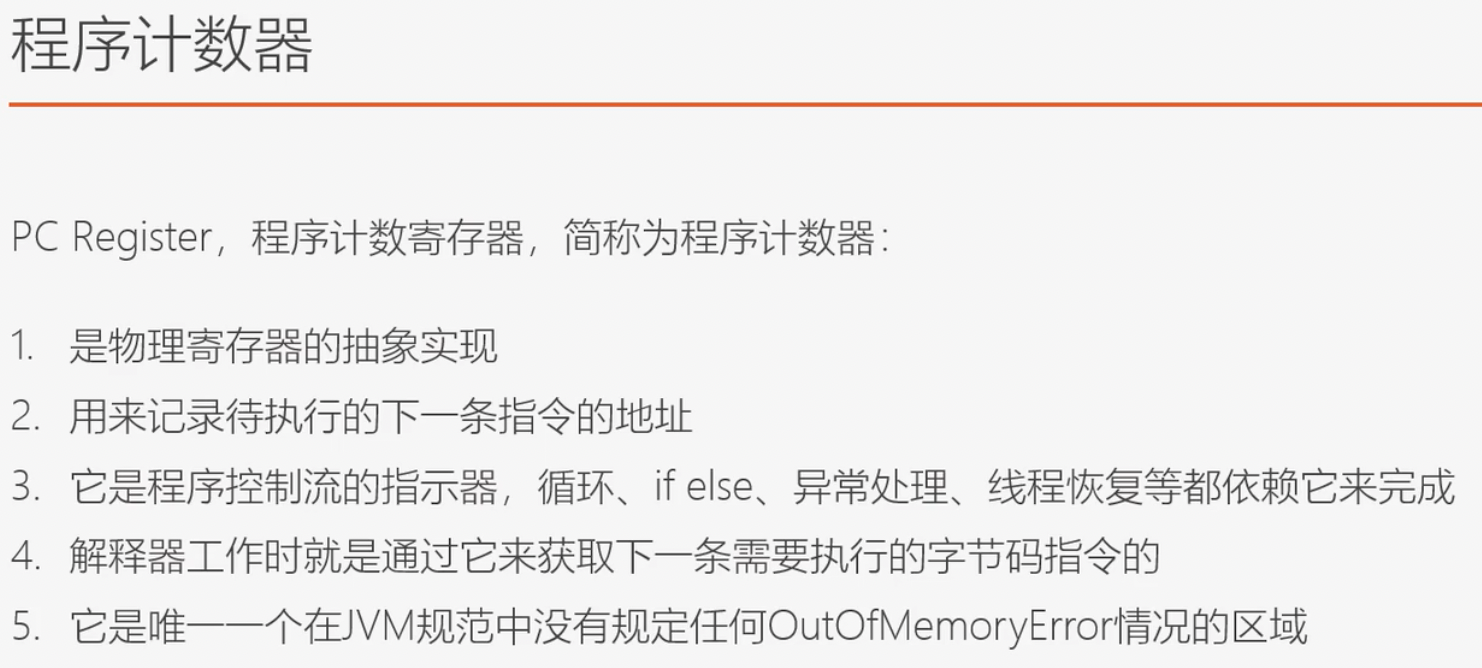 程序计数器
PC Register，程序计数寄存器，简称为程序计数器：
1. 是物理寄存器的抽象实现
2. 用来记录待执行的下一条指令的地址
3. 它是程序控制流的指示器，循环、if else、异常处理、线程恢复等都依赖它来完成
4. 解释器工作时就是通过它来获取下一条需要执行的字节码指令的
5. 它是唯一一个在JVM规范中没有规定任何OutOfMemoryError情况的区域